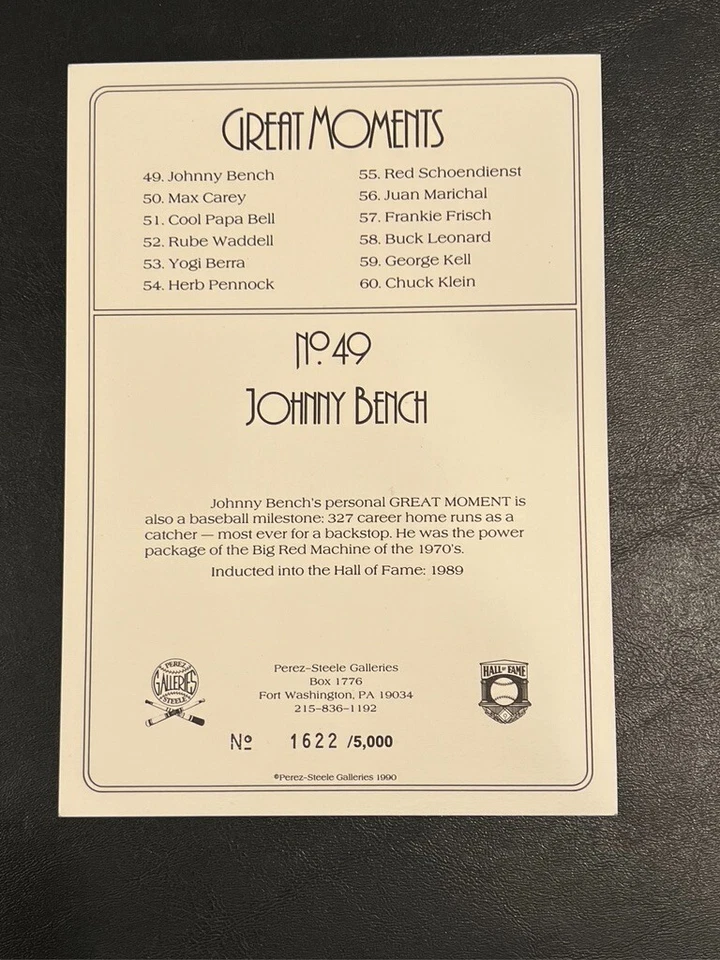 GREAT MOMENTS
49. Johnny Bench
50. Max Carey
51. Cool Papa Bell
52. Rube Waddell
53. Yogi Berra
54. Herb Pennock
55. Red Schoendienst
56. Juan Marichal
57. Frankie Frisch
58. Buck Leonard
59. George Kell
60. Chuck Klein
Nº. 49
JOHNNY BENCH
Johnny Bench's personal GREAT MOMENT is
also a baseball milestone: 327 career home runs as a
catcher — most ever for a backstop. He was the power
package of the Big Red Machine of the 1970's.
Inducted into the Hall of Fame: 1989
PEREZ
GALLERIES
STEELE
Perez-Steele Galleries
Box 1776
Fort Washington, PA 19034
215-836-1192
HALL OF FAME
Nº 1622 /5,000
©Perez-Steele Galleries 1990